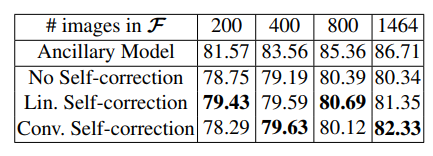 # images in F 200 400 800 1464
Ancillary Model 81.57 83.56 85.36 86.71
No Self-correction 78.75 79.19 80.39 80.34
Lin. Self-correction 79.43 79.59 80.69 81.35
Conv. Self-correction 78.29 79.63 80.12 82.33